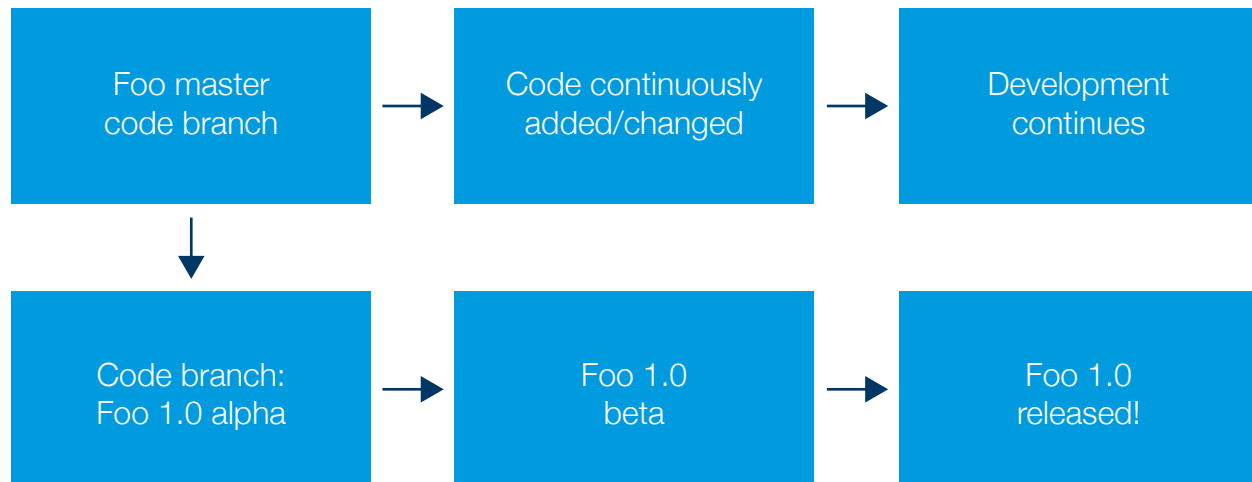 Foo master
code branch
Code continuously
added/changed
Development
continues
Code branch:
Foo 1.0 alpha
Foo 1.0
beta
Foo 1.0
released!